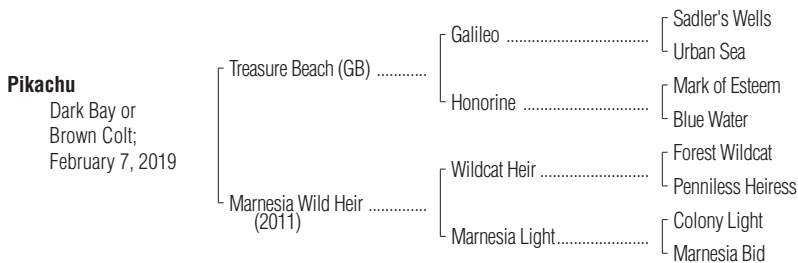 Sadler's Wells
Galileo ....................................
Urban Sea
Treasure Beach (GB) ............
Mark of Esteem
Honorine ................................
Blue Water
Pikachu
Dark Bay or
Brown Colt;
February 7, 2019
Forest Wildcat
Wildcat Heir ............................
Penniless Heiress
Marnesia Wild Heir ..............
(2011)
Colony Light
Marnesia Light.......................
Marnesia Bid